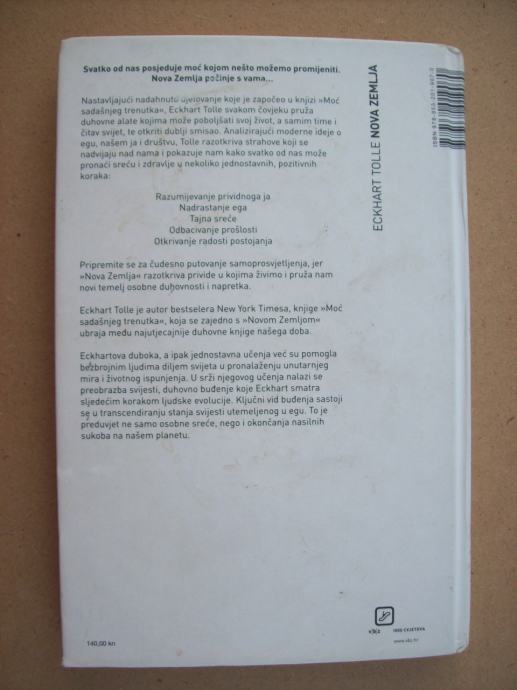 Svatko od nas posjeduje moć kojom nešto možemo promijeniti.
Nova Zemlja počinje s vama...
Nastavljajući nadahnuto djelovanje koje je započeo u knjizi »Moć
sadašnjeg trenutka«, Eckhart Tolle svakom čovjeku pruža
duhovne alate kojima može poboljšati svoj život, a samim time i
čitav svijet, te otkriti dublji smisao. Analizirajući moderne ideje o
egu, našem ja i društvu, Tolle razotkriva strahove koji se
nadvijaju nad nama i pokazuje nam kako svatko od nas može
pronaći sreću i zdravlje u nekoliko jednostavnih, pozitivnih
koraka:
Razumijevanje prividnoga ja
Nadrastanje ega
Tajna sreće
Odbacivanje prošlosti
Otkrivanje radosti postojanja
Pripremite se za čudesno putovanje samoprosvjetljenja, jer
»Nova Zemlja« razotkriva privide u kojima živimo i pruža nam
novi temelj osobne duhovnosti i napretka.
Eckhart Tolle je autor bestselera New York Timesa, knjige »Moć
sadašnjeg trenutka«, koja se zajedno s »Novom Zemljom«
ubraja među najutjecajnije duhovne knjige našega doba.
Eckhartova duboka, a ipak jednostavna učenja već su pomogla
bezbrojnim ljudima diljem svijeta u pronalaženju unutarnjeg
mira i životnog ispunjenja. U srži njegovog učenja nalazi se
preobrazba svijesti, duhovno buđenje koje Eckhart smatra
sljedećim korakom ljudske evolucije. Ključni vid buđenja sastoji
se u transcendiranju stanja svijesti utemeljenog u egu. To je
preduvjet ne samo osobne sreće, nego i okončanja nasilnih
sukoba na našem planetu.
140,00 kn
ECKHART TOLLE NOVA ZEMLJA
1000 CVJETOVA